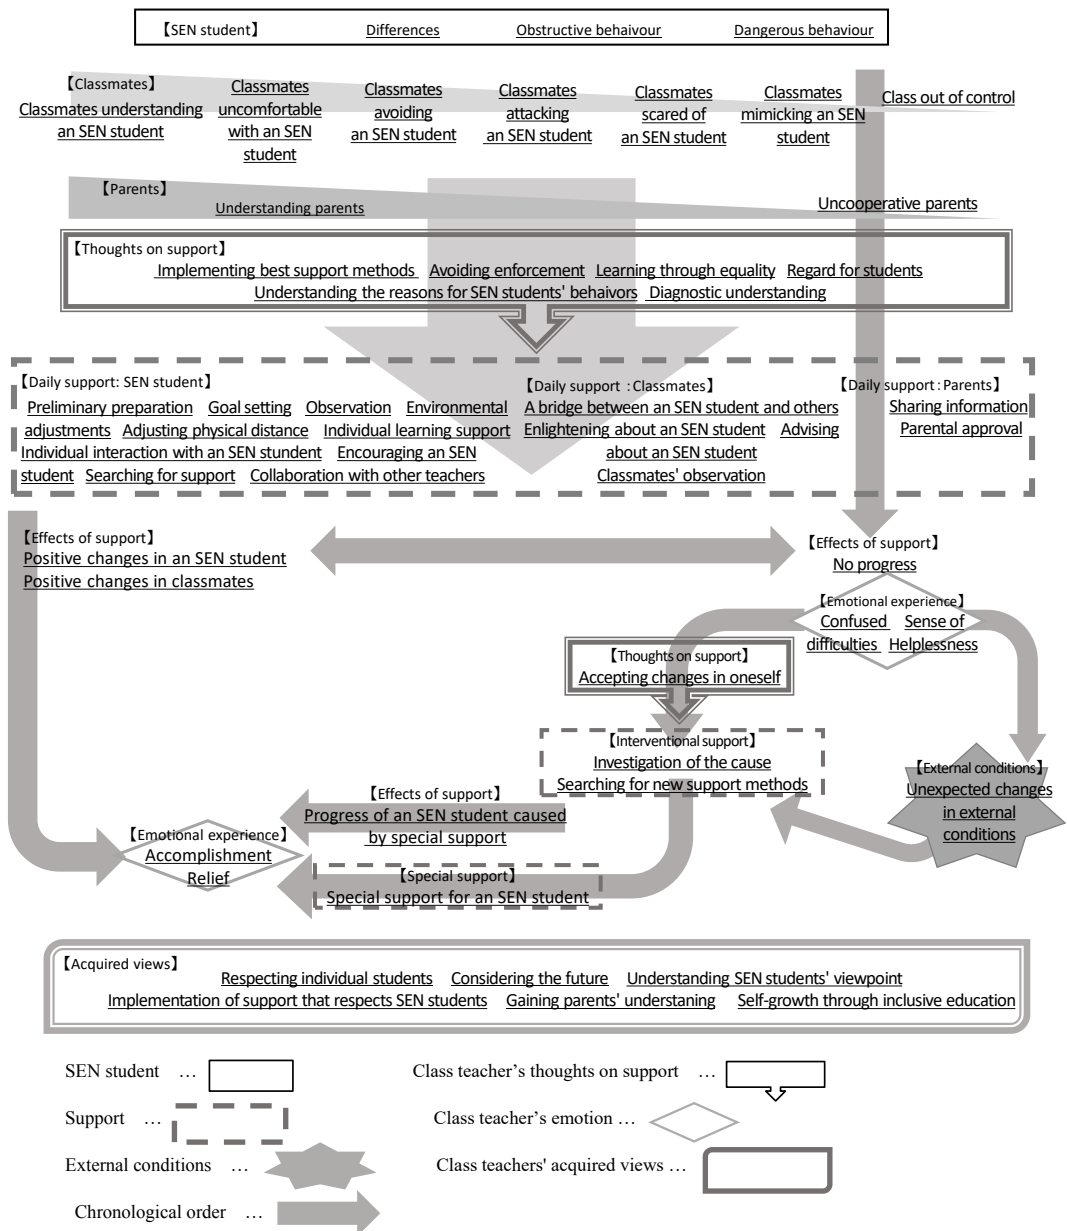 【SEN student】 Differences Obstructive behaivour Dangerous behaviour
【Classmates】
Classmates understanding
an SEN student
Classmates
uncomfortable
with an SEN
student
Classmates
avoiding
an SEN student
Classmates
attacking
an SEN student
Classmates
scared of
an SEN student
Classmates
mimicking an SEN
student
Class out of control
【Parents】
Understanding parents
Uncooperative parents
【Thoughts on support】
Implementing best support methods Avoiding enforcement Learning through equality Regard for students
Understanding the reasons for SEN students' behaivors Diagnostic understanding
【Daily support: SEN student】
Preliminary preparation Goal setting Observation Environmental
adjustments Adjusting physical distance Individual learning support
Individual interaction with an SEN stundent Encouraging an SEN
student Searching for support Collaboration with other teachers
【Daily support：Classmates】
A bridge between an SEN student and others
Enlightening about an SEN student Advising
about an SEN student
Classmates' observation
【Daily support：Parents】
Sharing information
Parental approval
【Effects of support】
Positive changes in an SEN student
Positive changes in classmates
【Effects of support】
No progress
【Emotional experience】
Confused Sense of
difficulties Helplessness
【Thoughts on support】
Accepting changes in oneself
【Interventional support】
Investigation of the cause
Searching for new support methods
【External conditions】
Unexpected changes
in external
conditions
【Effects of support】
Progress of an SEN student caused
by special support
【Emotional experience】
Accomplishment
Relief
【Special support】
Special support for an SEN student
【Acquired views】
Respecting individual students Considering the future Understanding SEN students' viewpoint
Implementation of support that respects SEN students Gaining parents' understaning Self-growth through inclusive education
SEN student …
Class teacher’s thoughts on support …
Support …
Class teacher’s emotion …
External conditions …
Class teachers' acquired views …
Chronological order …